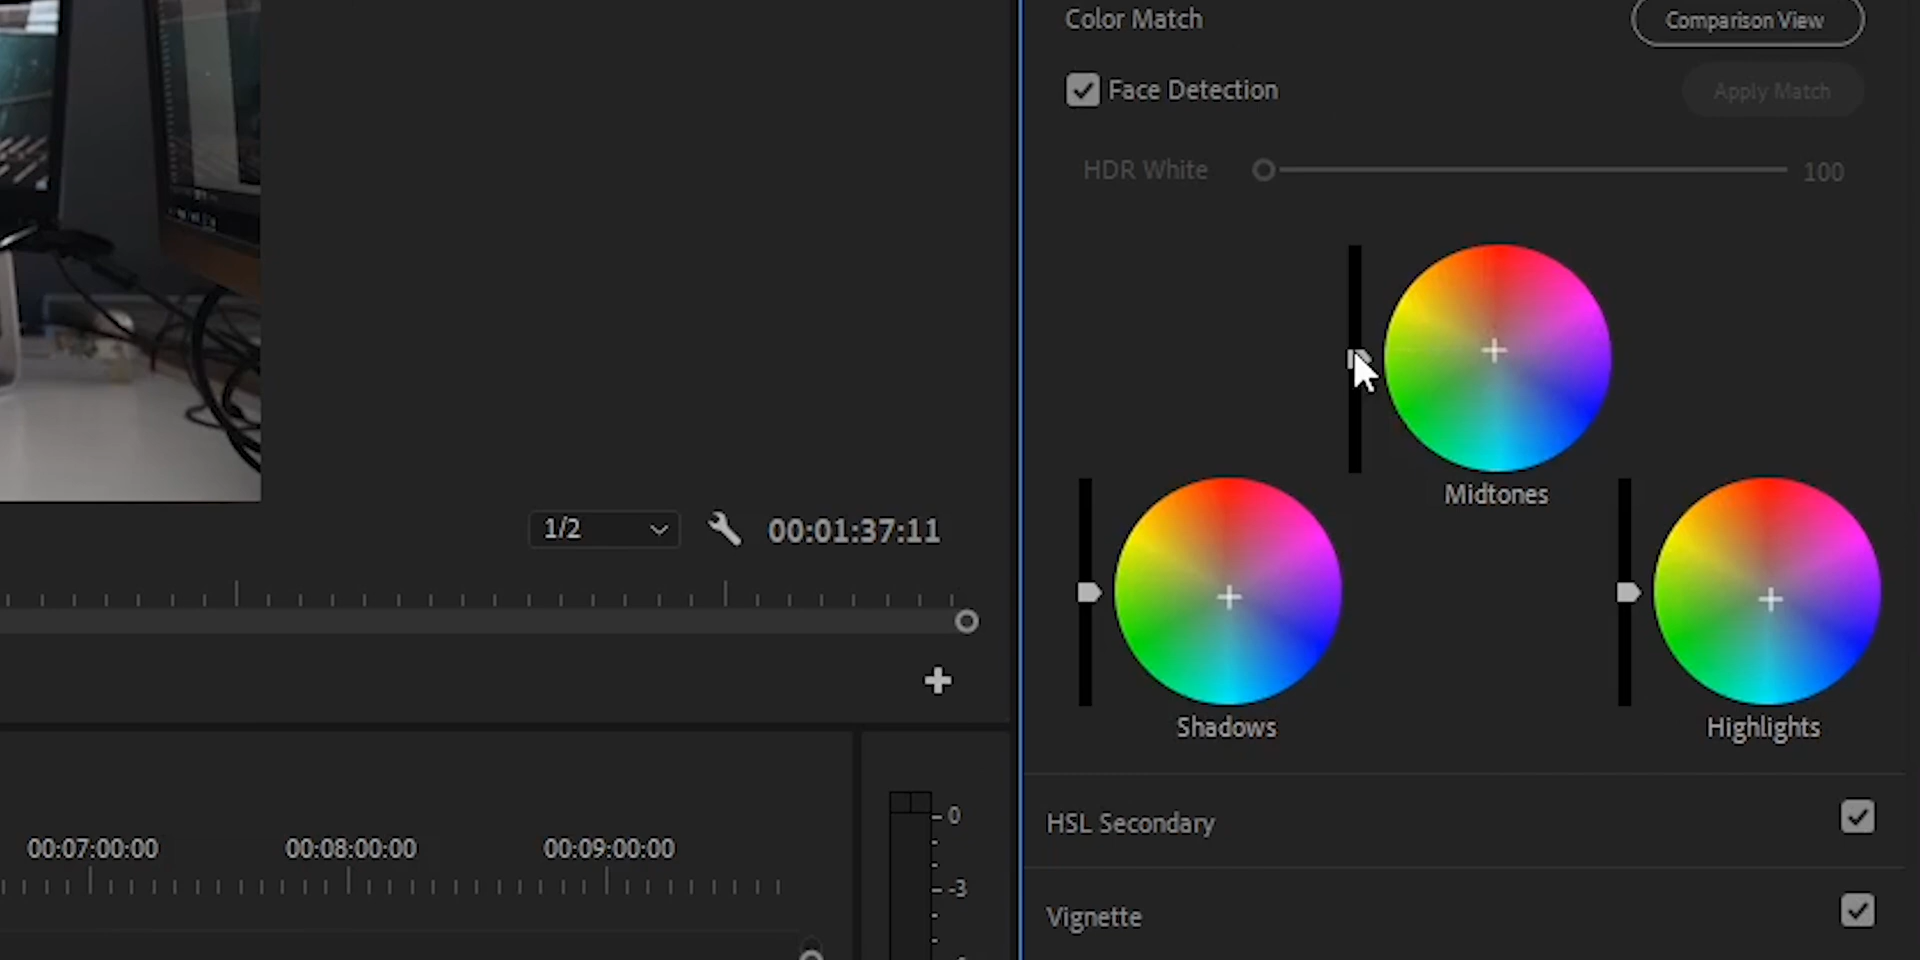 Color Match
Comparison View
Face Detection
Apply Match
HDR White
100
Midtones
1/2
00:01:37:11
Shadows
Highlights
HSL Secondary
Vignette
00:07:00:00
00:08:00:00
00:09:00:00
0
-3